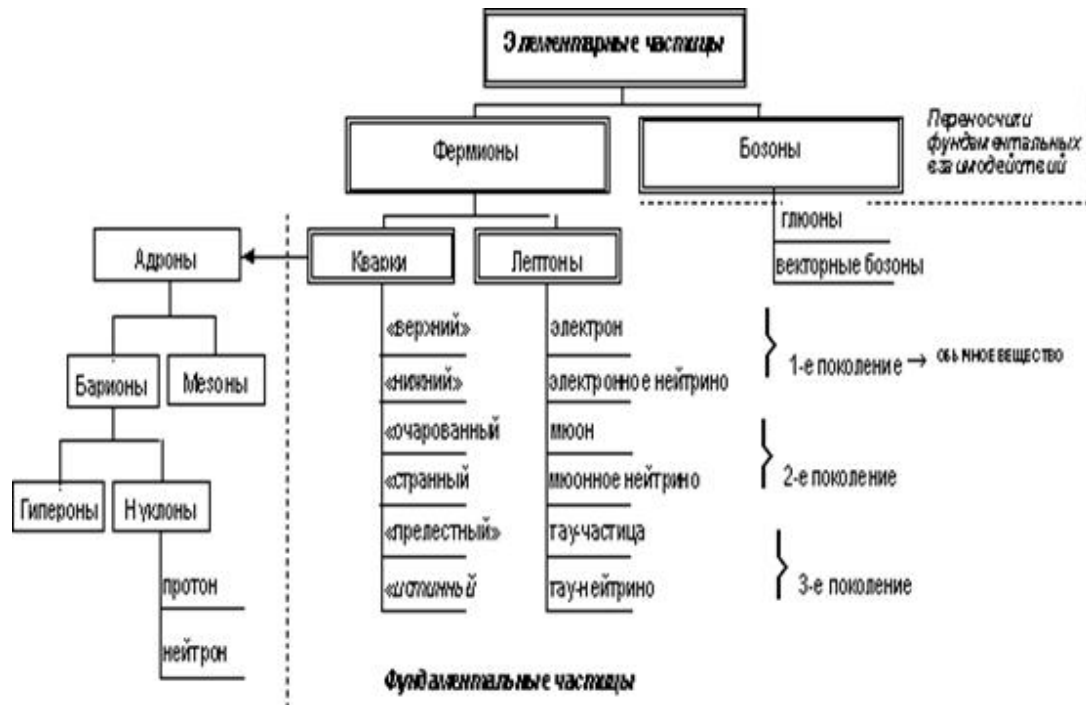 Элементарные частицы
Фермионы
Бозоны
Переносчики
фундаментальных
взаимодействий
Адроны
Кварки
Лептоны
глюоны
векторные бозоны
Барионы
Мезоны
Гипероны
Нуклоны
протон
нейтрон
«верхний»
«нижний»
«очарованный
«странный
«прелестный»
«истинный
электрон
электронное нейтрино
мюон
мюонное нейтрино
тау-частица
тау-нейтрино
1-е поколение → ОБЫЧНОЕ ВЕЩЕСТВО
2-е поколение
3-е поколение
Фундаментальные частицы